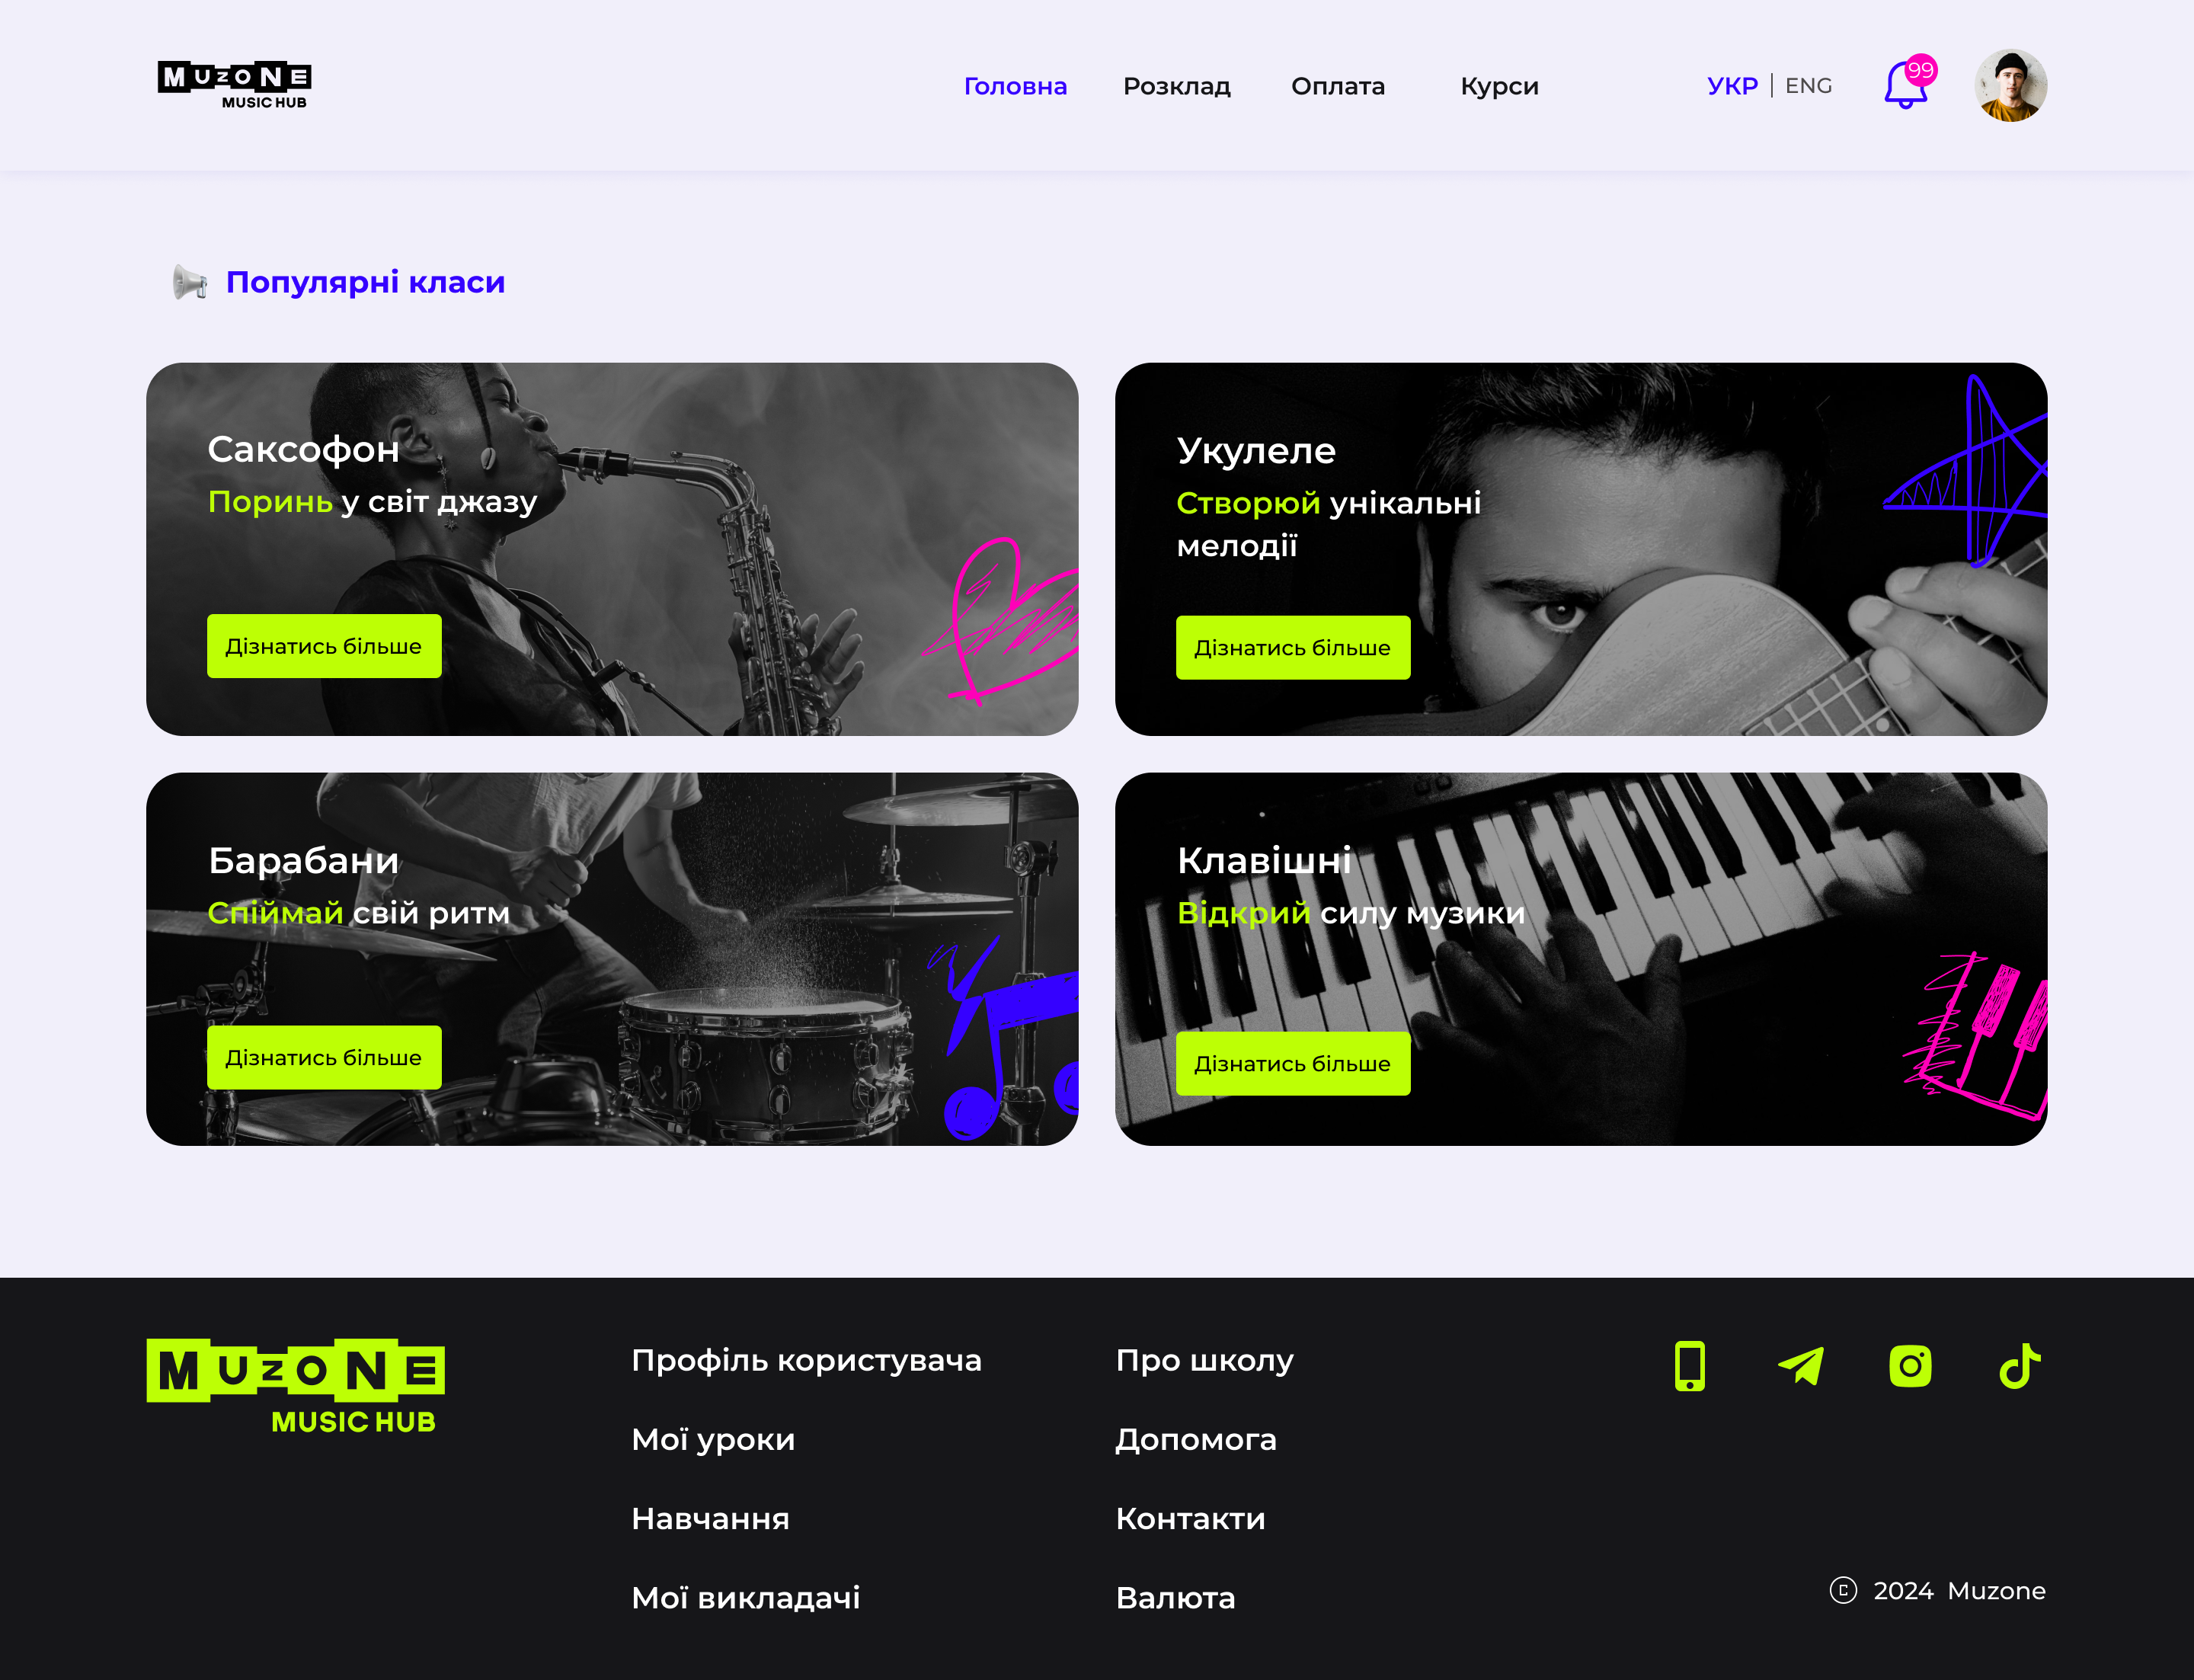 MUZONE
MUSIC HUB
Головна Розклад Оплата Курси
УКР | ENG
99
Популярні класи
Саксофон
Поринь у світ джазу
Дізнатись більше
Укулеле
Створюй унікальні
мелодії
Дізнатись більше
Барабани
Спіймай свій ритм
Дізнатись більше
Клавішні
Відкрий силу музики
Дізнатись більше
MUZONE
MUSIC HUB
Профіль користувача
Мої уроки
Навчання
Мої викладачі
Про школу
Допомога
Контакти
Валюта
© 2024 Muzone